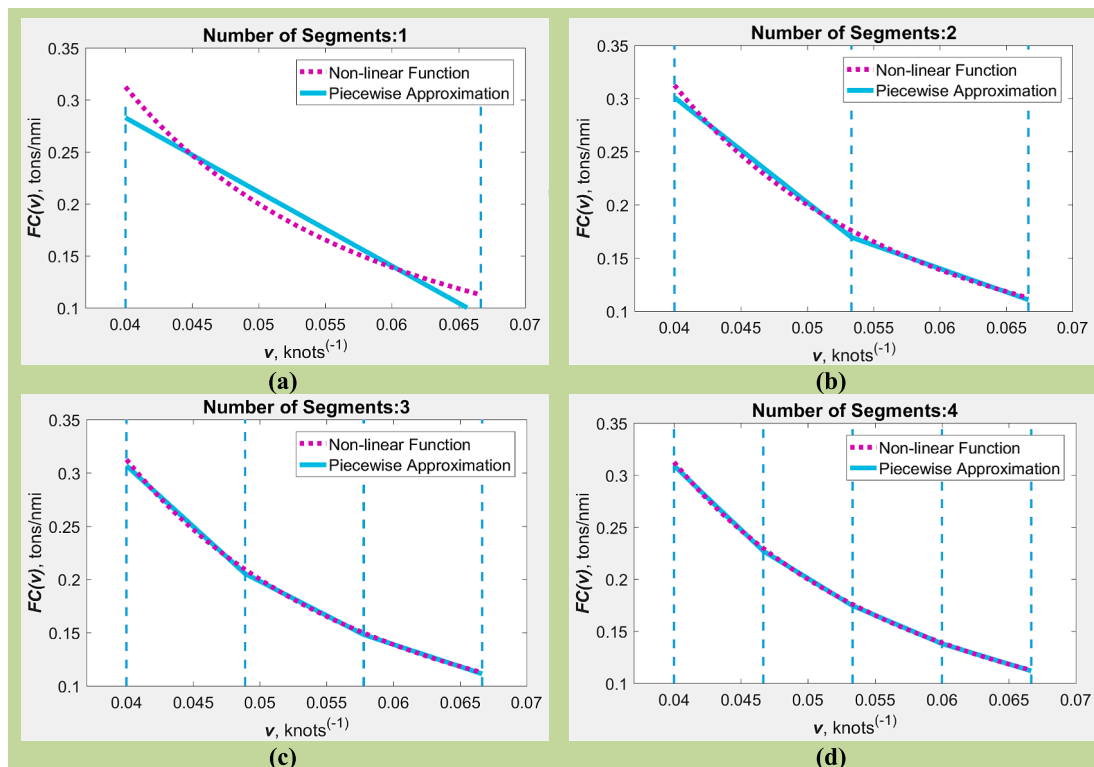 Number of Segments:1
0.35
0.3
0.25
0.2
0.15
0.1
FC(v), tons/nmi
Non-linear Function
Piecewise Approximation
0.04 0.045 0.05 0.055 0.06 0.065 0.07
v, knots(-1)
(a)
Number of Segments:2
0.35
0.3
0.25
0.2
0.15
0.1
FC(v), tons/nmi
Non-linear Function
Piecewise Approximation
0.04 0.045 0.05 0.055 0.06 0.065 0.07
v, knots(-1)
(b)
Number of Segments:3
0.35
0.3
0.25
0.2
0.15
0.1
FC(v), tons/nmi
Non-linear Function
Piecewise Approximation
0.04 0.045 0.05 0.055 0.06 0.065 0.07
v, knots(-1)
(c)
Number of Segments:4
0.35
0.3
0.25
0.2
0.15
0.1
FC(v), tons/nmi
Non-linear Function
Piecewise Approximation
0.04 0.045 0.05 0.055 0.06 0.065 0.07
v, knots(-1)
(d)